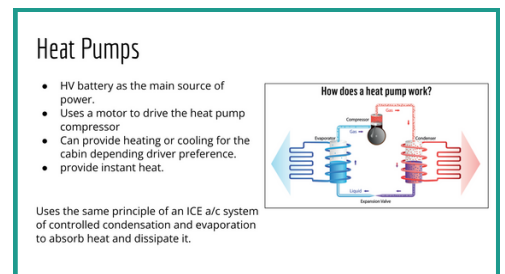 Heat Pumps
● HV battery as the main source of
power.
● Uses a motor to drive the heat pump
compressor
● Can provide heating or cooling for the
cabin depending driver preference.
● provide instant heat.
Uses the same principle of an ICE a/c system
of controlled condensation and evaporation
to absorb heat and dissipate it.
How does a heat pump work?
Gas
Compressor
Gas
Evaporator
Condenser
Liquid
Expansion Valve